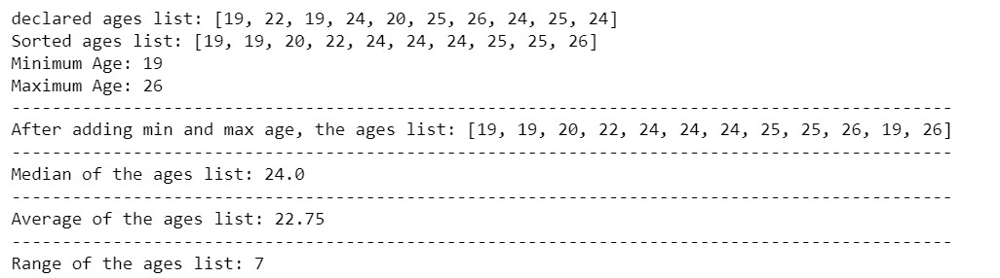 declared ages list: [19, 22, 19, 24, 20, 25, 26, 24, 25, 24]
Sorted ages list: [19, 19, 20, 22, 24, 24, 24, 25, 25, 26]
Minimum Age: 19
Maximum Age: 26
---------------------------------------------------------------------------------------------
After adding min and max age, the ages list: [19, 19, 20, 22, 24, 24, 24, 25, 25, 26, 19, 26]
---------------------------------------------------------------------------------------------
Median of the ages list: 24.0
---------------------------------------------------------------------------------------------
Average of the ages list: 22.75
---------------------------------------------------------------------------------------------
Range of the ages list: 7